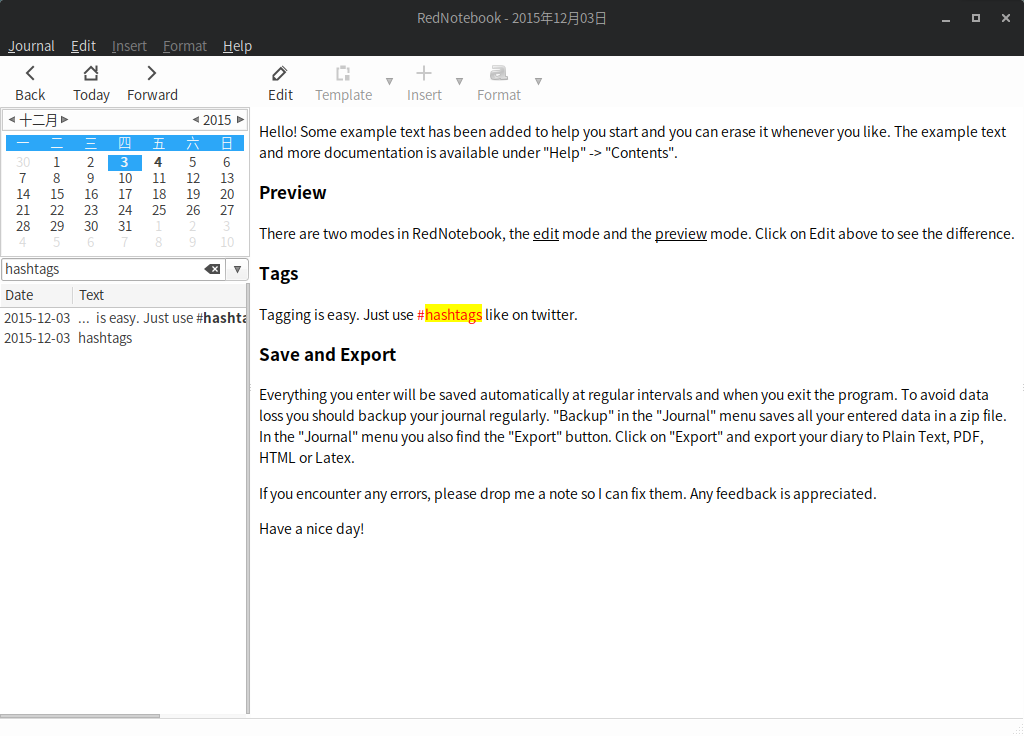 RedNotebook - 2015年12月03日
Journal Edit Insert Format Help
Back Today Forward Edit Template Insert Format
十二月 2015
一 二 三 四 五 六 日
30 1 2 3 4 5 6
7 8 9 10 11 12 13
14 15 16 17 18 19 20
21 22 23 24 25 26 27
28 29 30 31 1 2 3
4 5 6 7 8 9 10
hashtags
Date Text
2015-12-03 ... is easy. Just use #hashta
2015-12-03 hashtags
Hello! Some example text has been added to help you start and you can erase it whenever you like. The example text
and more documentation is available under "Help" -> "Contents".
Preview
There are two modes in RedNotebook, the edit mode and the preview mode. Click on Edit above to see the difference.
Tags
Tagging is easy. Just use #hashtags like on twitter.
Save and Export
Everything you enter will be saved automatically at regular intervals and when you exit the program. To avoid data
loss you should backup your journal regularly. "Backup" in the "Journal" menu saves all your entered data in a zip file.
In the "Journal" menu you also find the "Export" button. Click on "Export" and export your diary to Plain Text, PDF,
HTML or Latex.
If you encounter any errors, please drop me a note so I can fix them. Any feedback is appreciated.
Have a nice day!